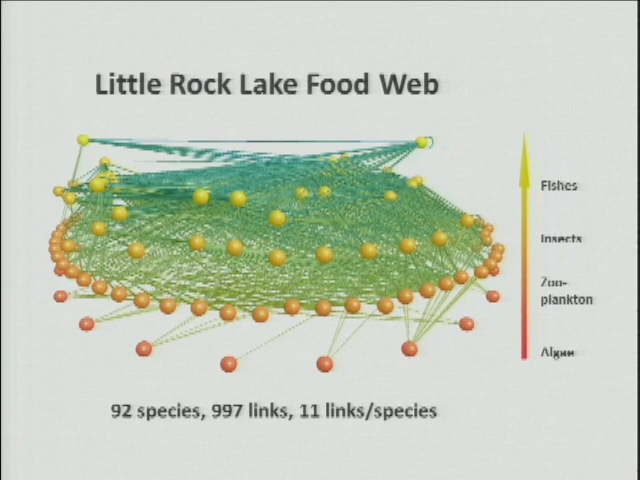 Little Rock Lake Food Web
Fishes
Insects
Zoo-
plankton
Algae
92 species, 997 links, 11 links/species